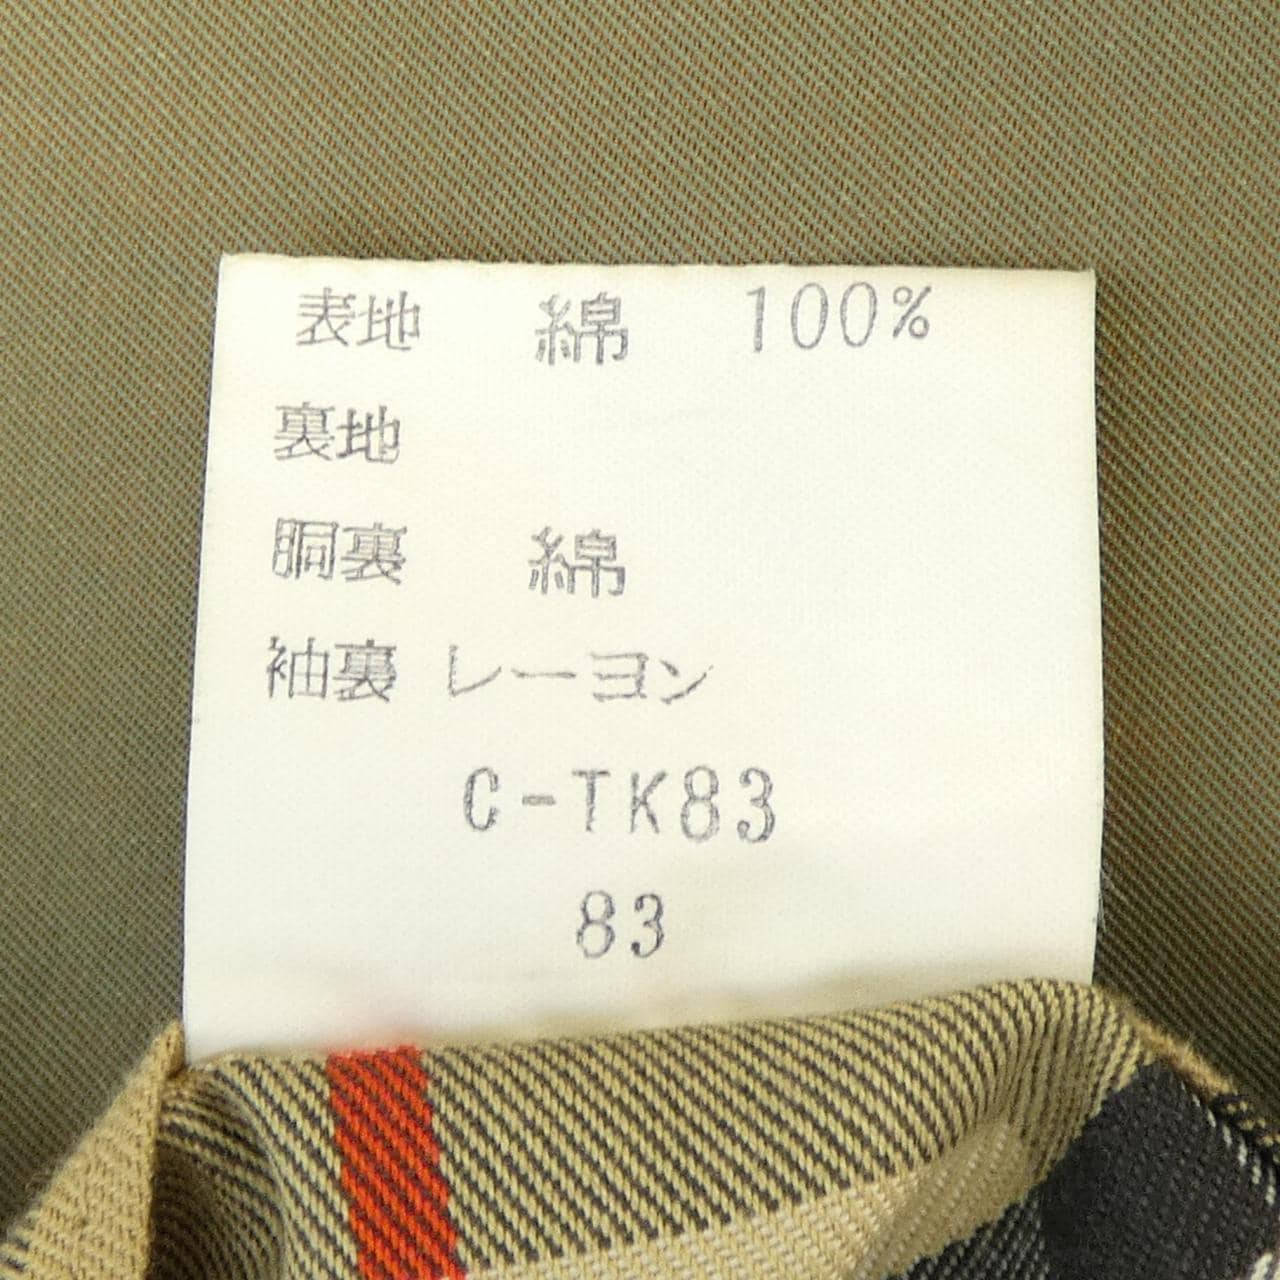 表地 綿 100%
裏地
胴裏 綿
袖裏 レーヨン
C-TK83
83